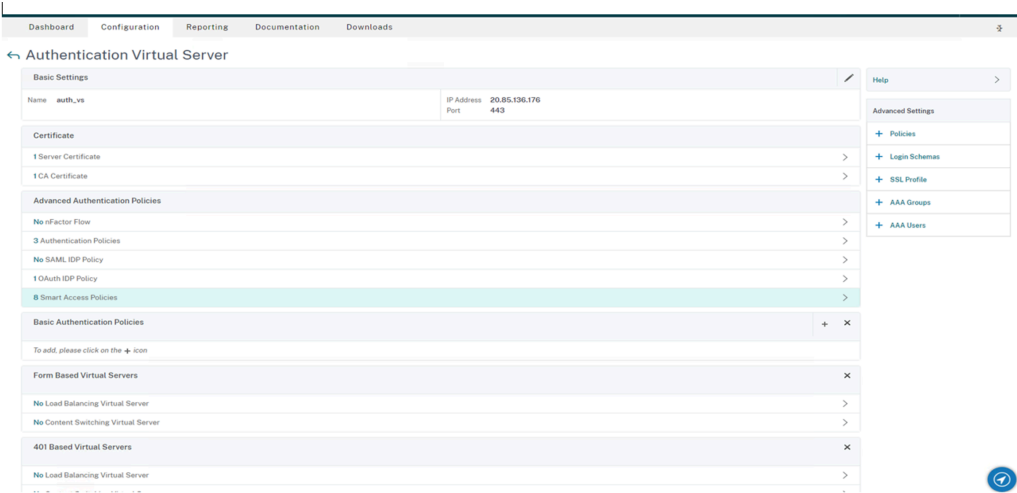 Dashboard Configuration Reporting Documentation Downloads
Authentication Virtual Server
Basic Settings
Name auth_vs
IP Address 20.85.136.176
Port 443
Certificate
1 Server Certificate
1 CA Certificate
Advanced Authentication Policies
No nFactor Flow
3 Authentication Policies
No SAML IDP Policy
1 OAuth IDP Policy
8 Smart Access Policies
Basic Authentication Policies
To add, please click on the + icon
Form Based Virtual Servers
No Load Balancing Virtual Server
No Content Switching Virtual Server
401 Based Virtual Servers
No Load Balancing Virtual Server
Help
Advanced Settings
+ Policies
+ Login Schemas
+ SSL Profile
+ AAA Groups
+ AAA Users